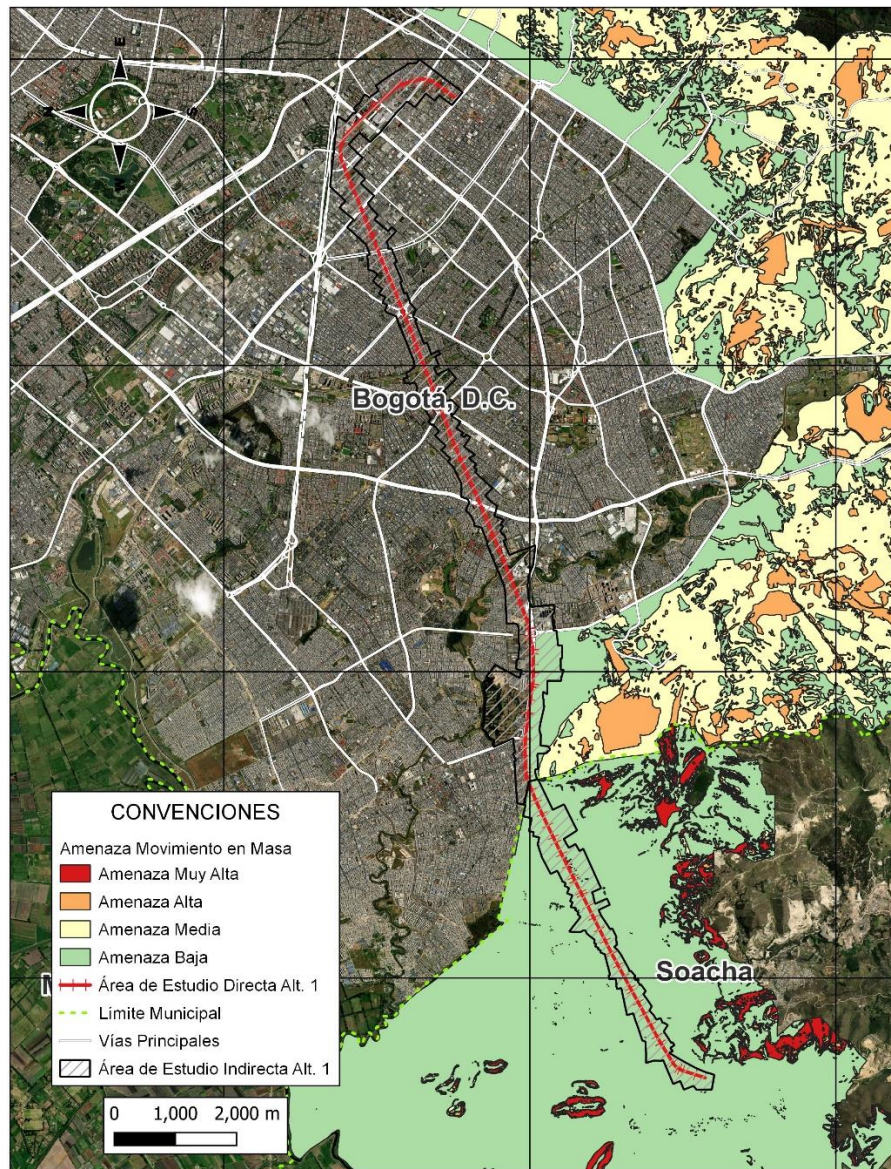 E
N
S
W
Bogotá, D.C.
CONVENCIONES
Amenaza Movimiento en Masa
Amenaza Muy Alta
Amenaza Alta
Amenaza Media
Amenaza Baja
Área de Estudio Directa Alt. 1
Límite Municipal
Vías Principales
Área de Estudio Indirecta Alt. 1
0 1,000 2,000 m
Soacha